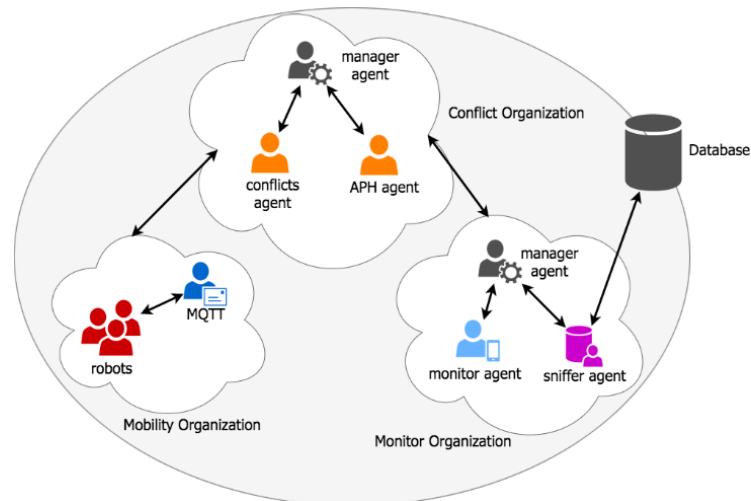 manager
agent
Conflict Organization
Database
conflicts
agent
APH agent
manager
agent
MQTT
robots
monitor agent
sniffer agent
Mobility Organization
Monitor Organization